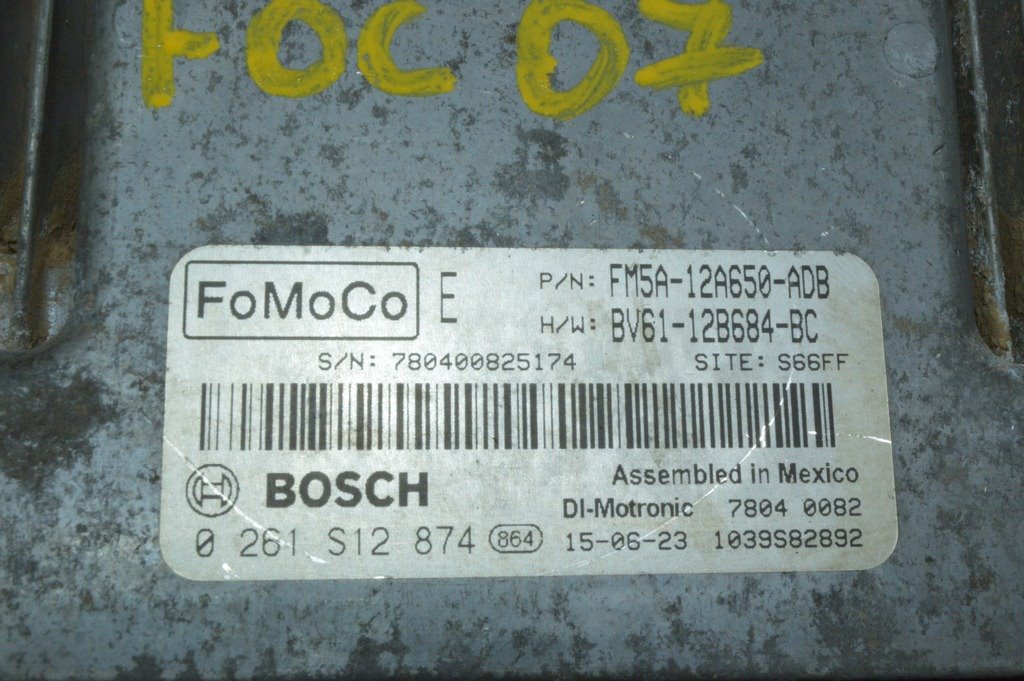 FOC 07
FoMoCo E P/N: FM5A-12A650-ADB
H/W: BV61-12B684-BC
S/N: 780400825174 SITE: S66FF
BOSCH Assembled in Mexico
DI-Motronic 7804 0082
0 261 S12 874 864 15-06-23 1039S82892